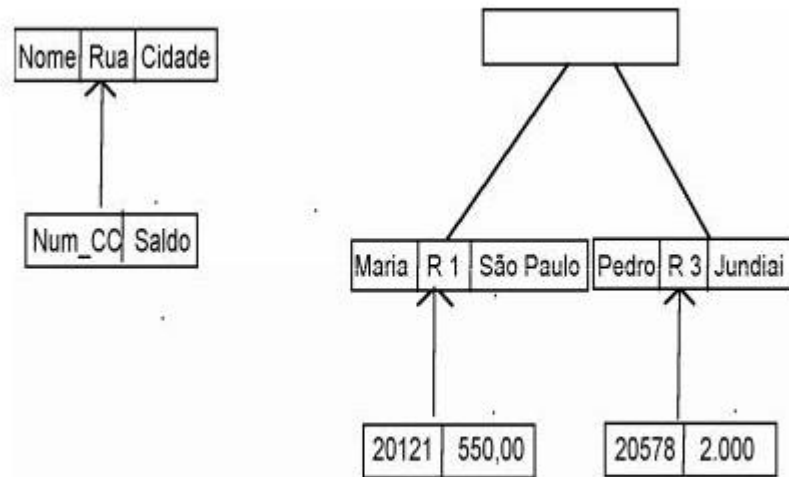 Nome Rua Cidade
Num_CC Saldo
Maria R 1 São Paulo
Pedro R 3 Jundiai
20121 550,00
20578 2.000